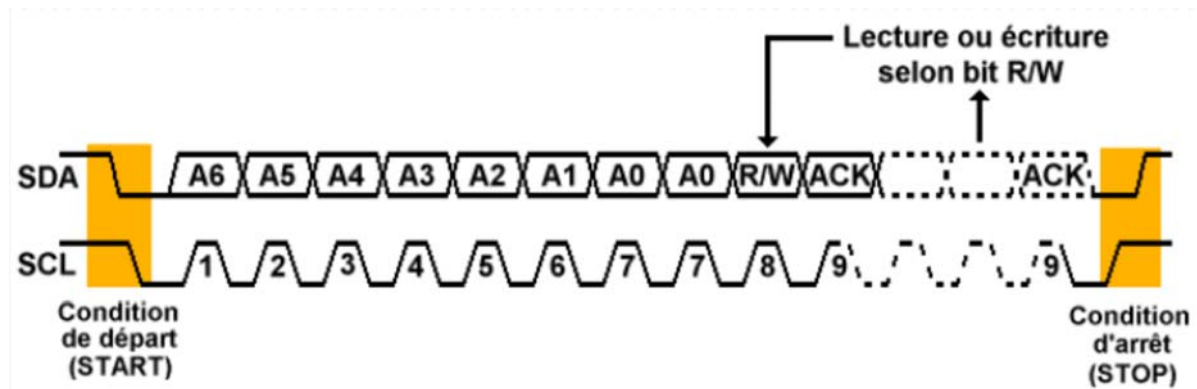 Lecture ou écriture
selon bit R/W
SDA A6 A5 A4 A3 A2 A1 A0 A0 R/W ACK ACK
SCL 1 2 3 4 5 6 7 7 8 9 9
Condition
de départ
(START)
Condition
d'arrêt
(STOP)